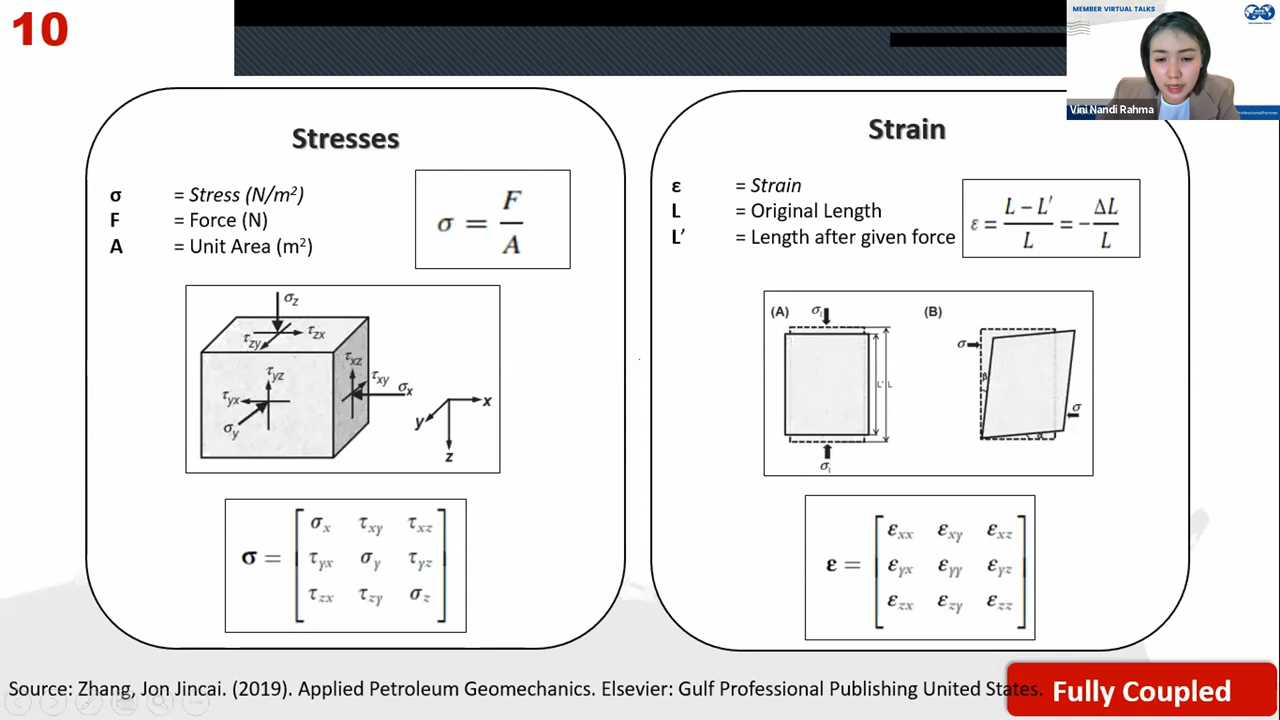 10
MEMBER VIRTUAL TALKS
Vini Nandi Rahma
Stresses
σ = Stress (N/m²)
F = Force (N)
A = Unit Area (m²)
σ = F / A
σz
τzx
τzy
τxz
τyz
τxy
σx
τyx
σy
x
y
z
σ = [ σx τxy τxz
τyx σy τyz
τzx τzy σz ]
Strain
ε = Strain
L = Original Length
L′ = Length after given force
ε = (L − L′) / L = − ΔL / L
(A) σi (B)
σ
β
L′ L
σ
α
σi
ε = [ εxx εxy εxz
εyx εyy εyz
εzx εzy εzz ]
Source: Zhang, Jon Jincai. (2019). Applied Petroleum Geomechanics. Elsevier: Gulf Professional Publishing United States.
Fully Coupled